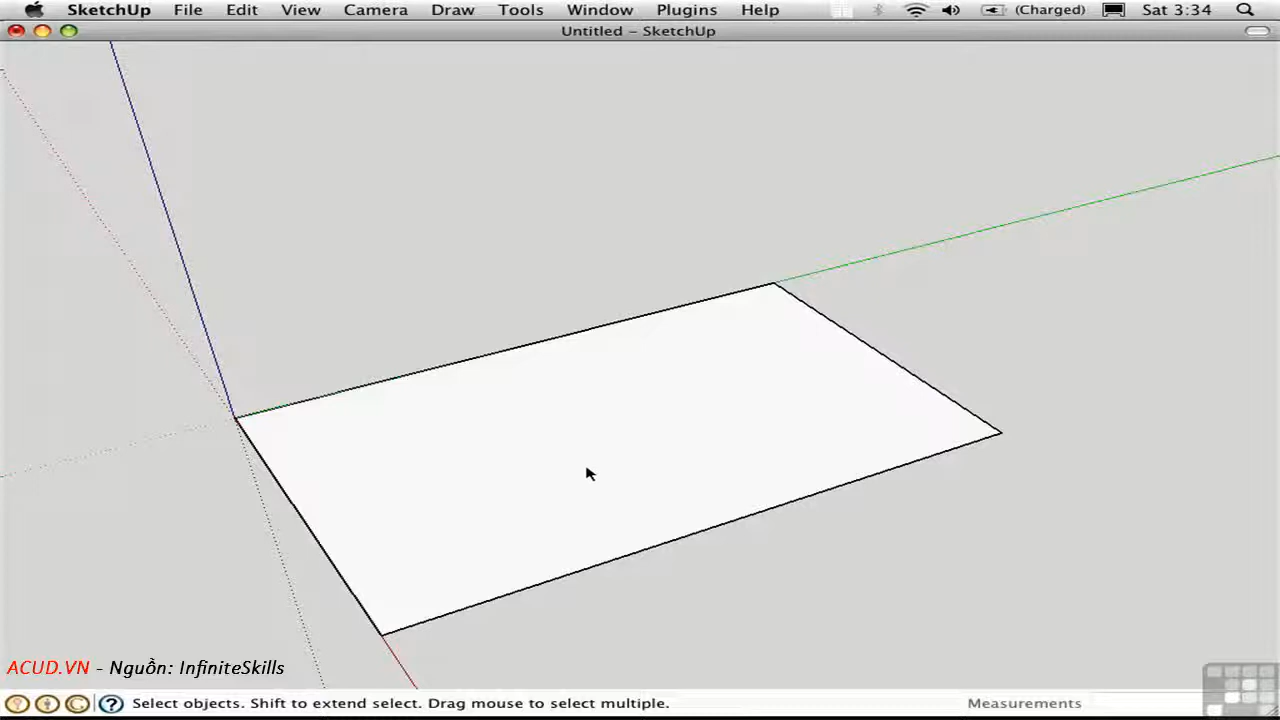 SketchUp File Edit View Camera Draw Tools Window Plugins Help (Charged) Sat 3:34
Untitled – SketchUp
ACUD.VN - Nguồn: InfiniteSkills
? Select objects. Shift to extend select. Drag mouse to select multiple. Measurements